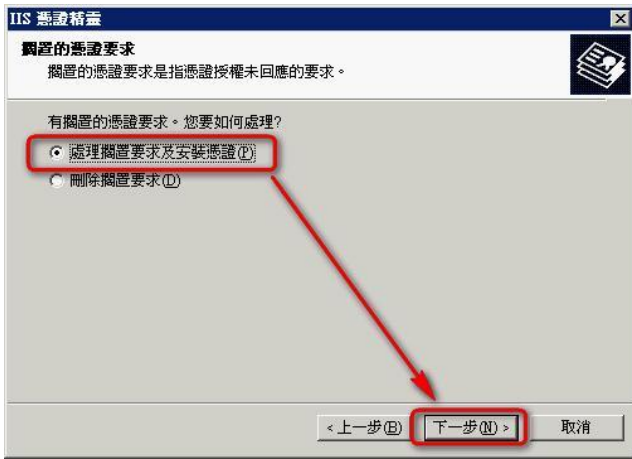 IIS 憑證精靈
擱置的憑證要求
擱置的憑證要求是指憑證授權未回應的要求。
有擱置的憑證要求。您要如何處理?
處理擱置要求及安裝憑證(P)
刪除擱置要求(D)
<上一步(B) 下一步(N)> 取消